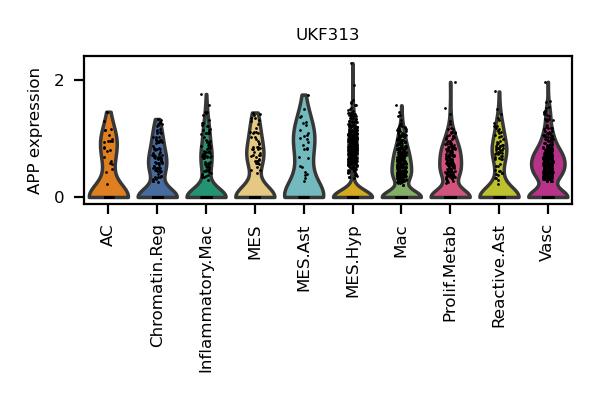 UKF313
APP expression
2
0
AC
Chromatin.Reg
Inflammatory.Mac
MES
MES.Ast
MES.Hyp
Mac
Prolif.Metab
Reactive.Ast
Vasc